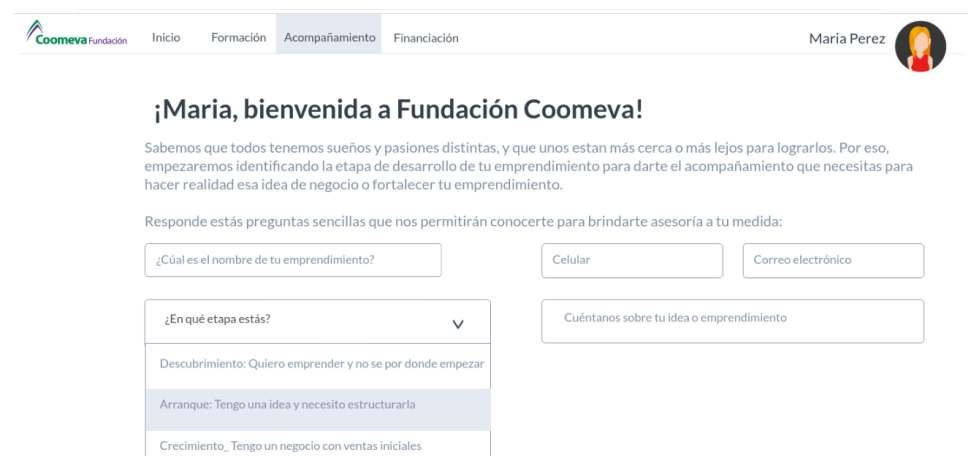 Coomeva Fundación
Inicio
Formación
Acompañamiento
Financiación
Maria Perez
¡Maria, bienvenida a Fundación Coomeva!
Sabemos que todos tenemos sueños y pasiones distintas, y que unos estan más cerca o más lejos para lograrlos. Por eso,
empezaremos identificando la etapa de desarrollo de tu emprendimiento para darte el acompañamiento que necesitas para
hacer realidad esa idea de negocio o fortalecer tu emprendimiento.
Responde estás preguntas sencillas que nos permitirán conocerte para brindarte asesoría a tu medida:
¿Cúal es el nombre de tu emprendimiento?
Celular
Correo electrónico
¿En qué etapa estás?
Cuéntanos sobre tu idea o emprendimiento
Descubrimiento: Quiero emprender y no se por donde empezar
Arranque: Tengo una idea y necesito estructurarla
Crecimiento_ Tengo un negocio con ventas iniciales